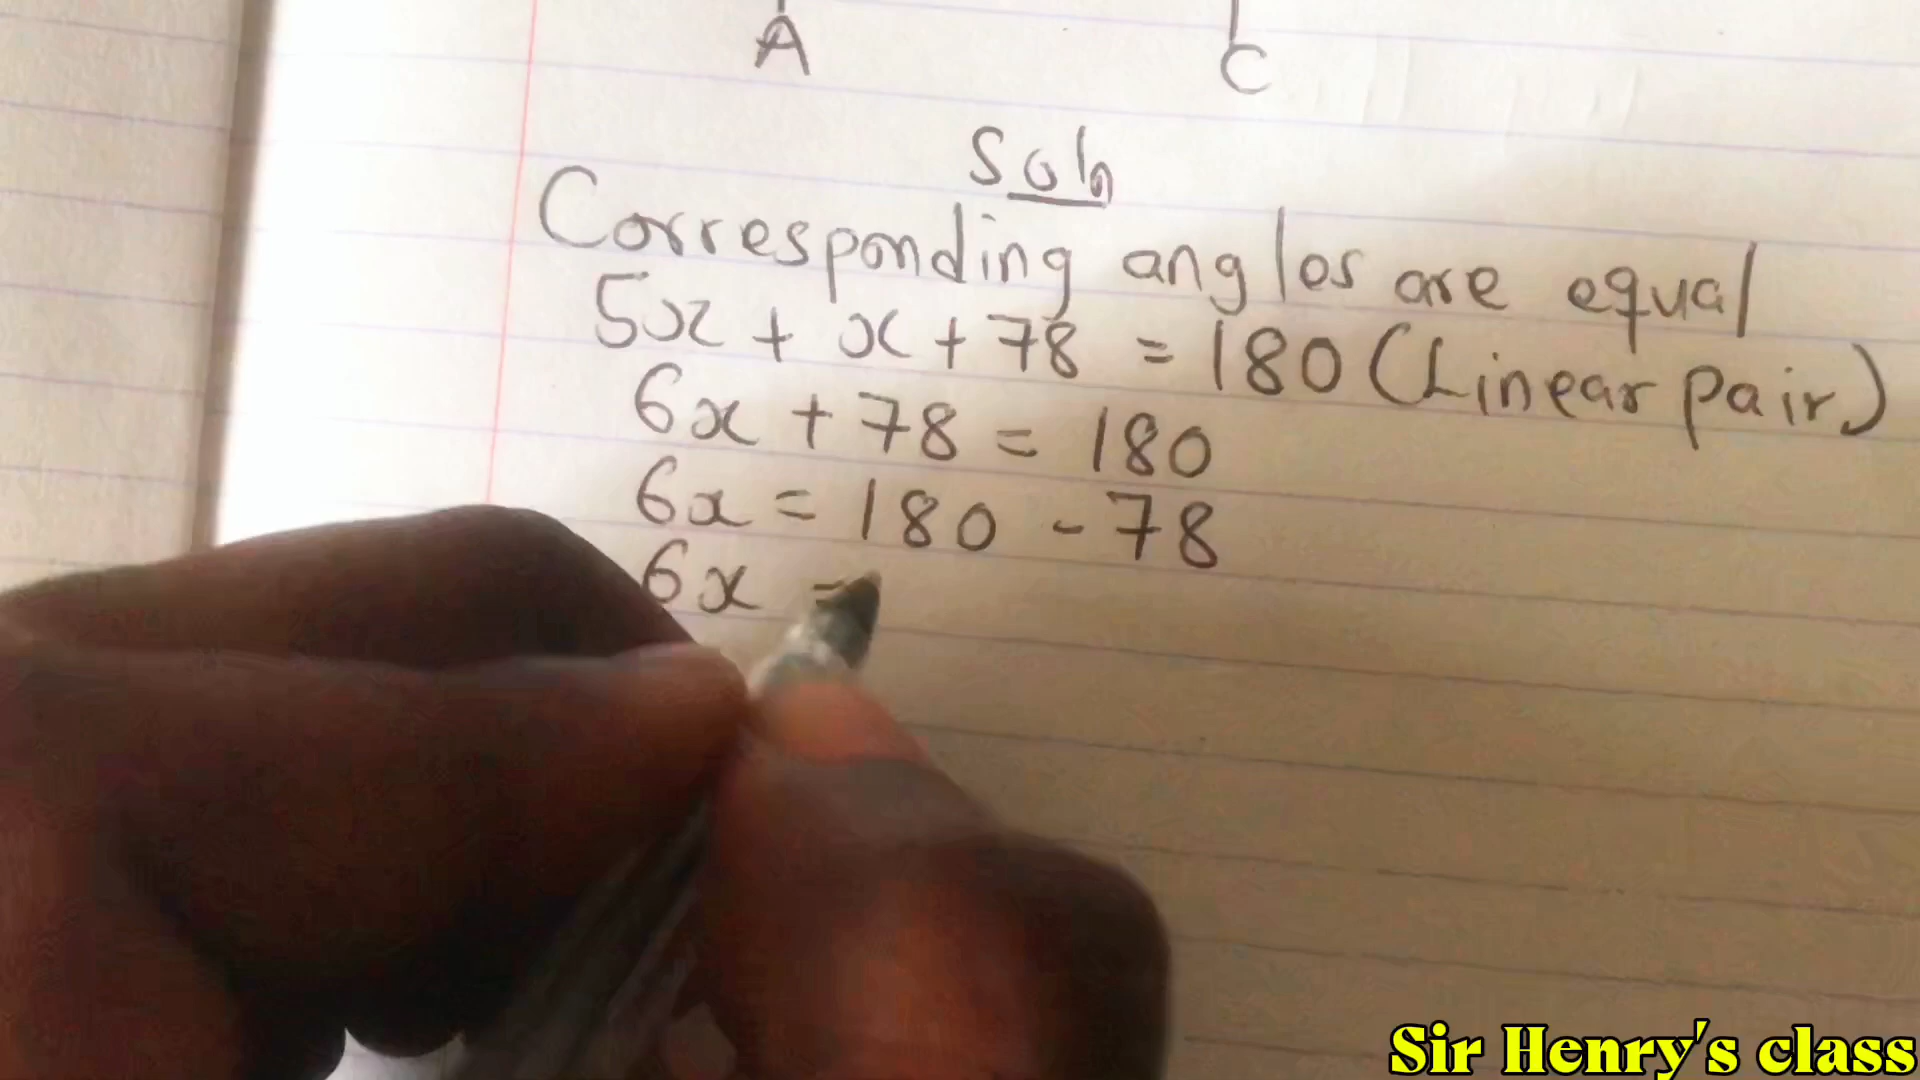 A C
Soln
Corresponding angles are equal
5x + x + 78 = 180 (Linear pair)
6x + 78 = 180
6x = 180 - 78
6x =
Sir Henry's class